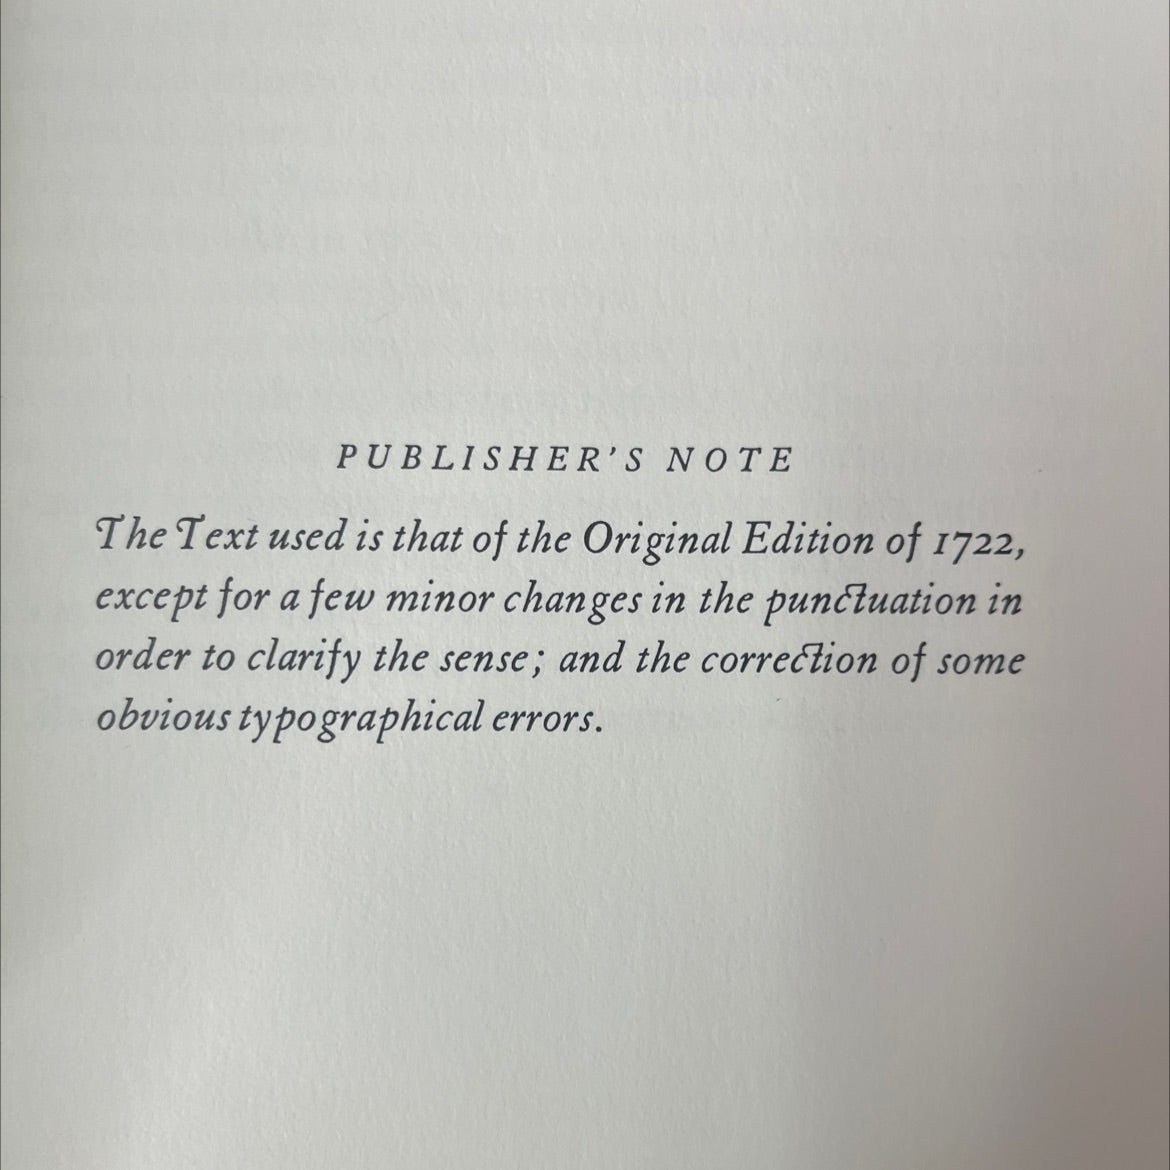 PUBLISHER'S NOTE
The Text used is that of the Original Edition of 1722,
except for a few minor changes in the punctuation in
order to clarify the sense; and the correction of some
obvious typographical errors.